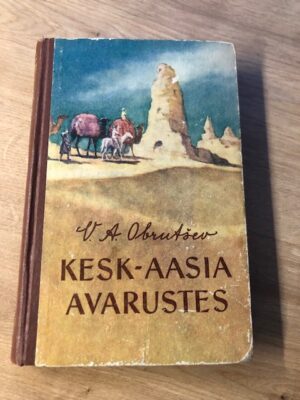 V. A. Obrutšev
KESK-AASIA
AVARUSTES